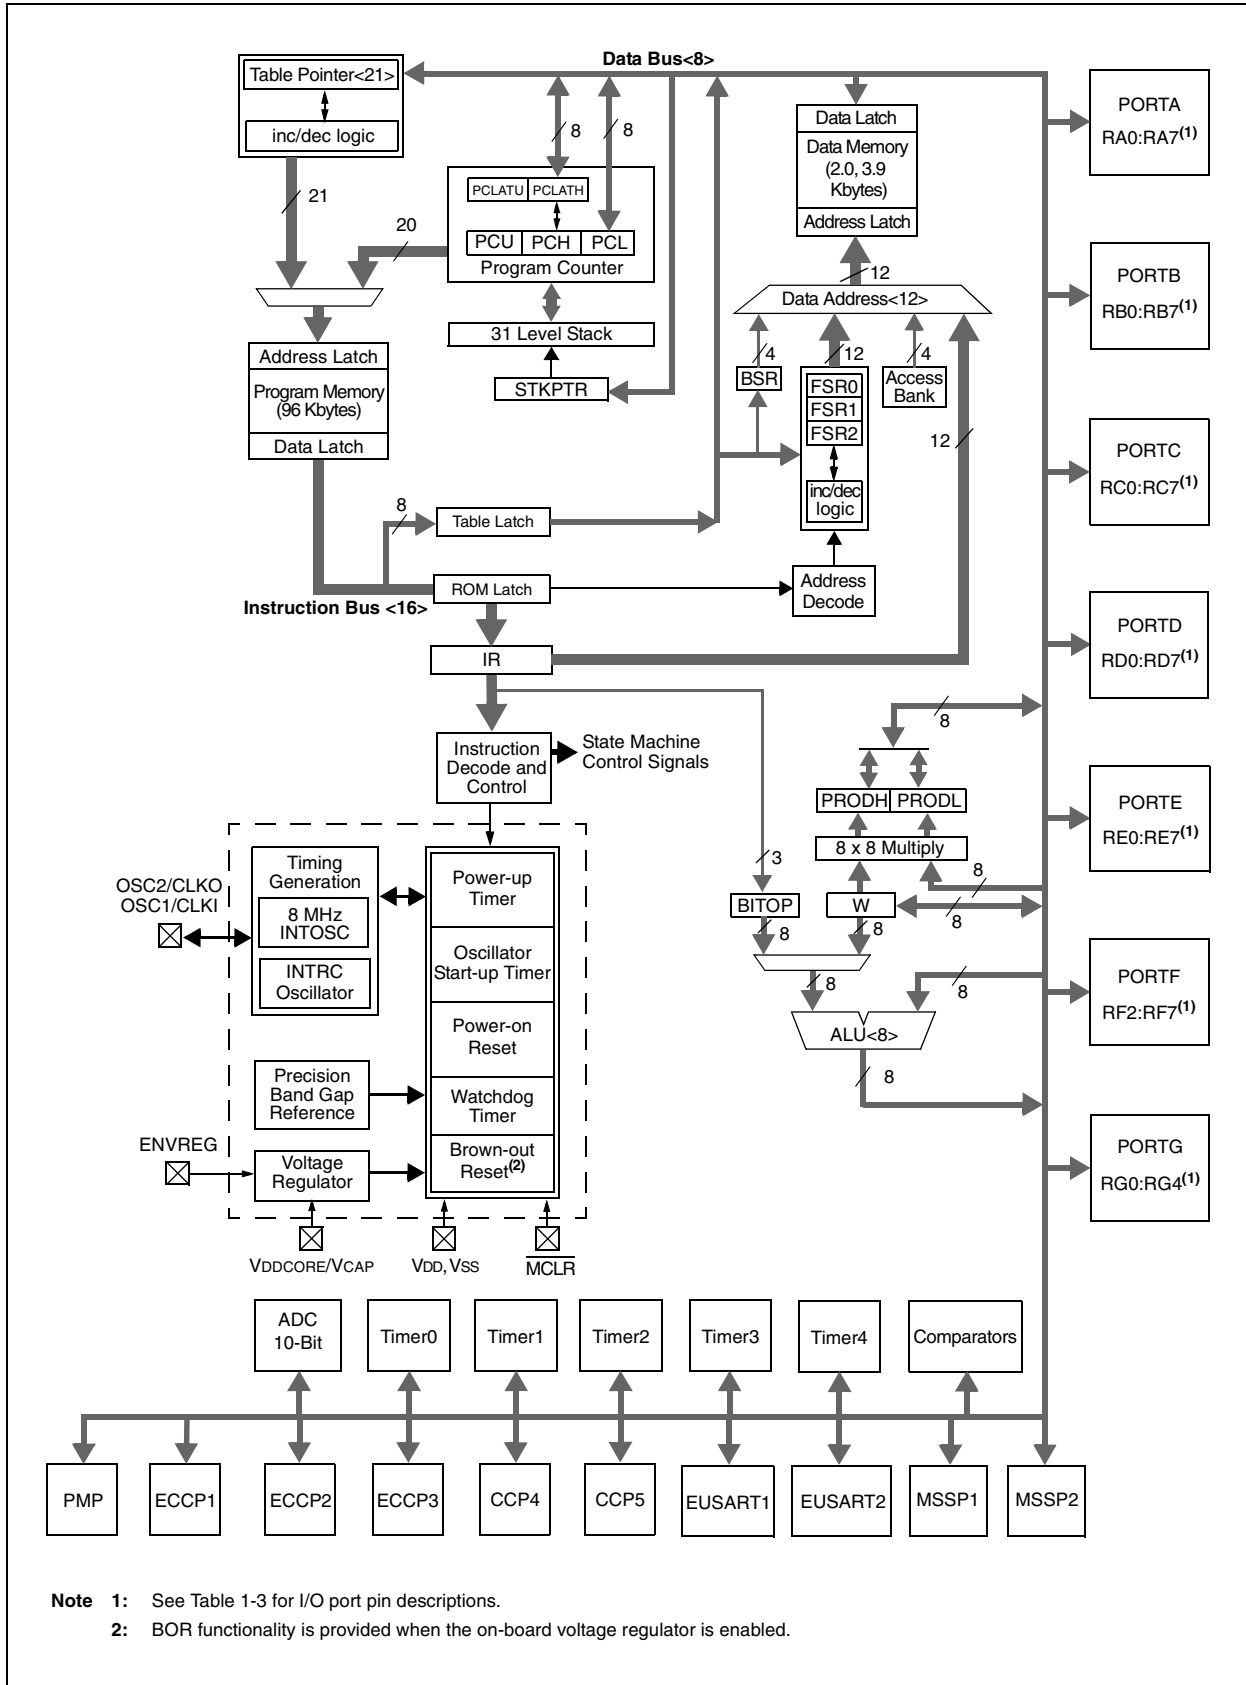 Data Bus<8>
Table Pointer<21>
inc/dec logic
21
20
8
8
PCLATU
PCLATH
PCU
PCH
PCL
Program Counter
31 Level Stack
STKPTR
Address Latch
Program Memory
(96 Kbytes)
Data Latch
Data Latch
Data Memory
(2.0, 3.9
Kbytes)
Address Latch
12
Data Address<12>
4
12
4
BSR
FSR0
FSR1
FSR2
inc/dec
logic
Access
Bank
12
8
Table Latch
ROM Latch
Instruction Bus <16>
IR
Address
Decode
Instruction
Decode and
Control
State Machine
Control Signals
8
PRODH
PRODL
8 x 8 Multiply
3
8
BITOP
W
8
8
8
8
8
ALU<8>
8
OSC2/CLKO
OSC1/CLKI
Timing
Generation
8 MHz
INTOSC
INTRC
Oscillator
Power-up
Timer
Oscillator
Start-up Timer
Power-on
Reset
Watchdog
Timer
Brown-out
Reset(2)
Precision
Band Gap
Reference
ENVREG
Voltage
Regulator
VDDCORE/VCAP
VDD, VSS
MCLR
PORTA
RA0:RA7(1)
PORTB
RB0:RB7(1)
PORTC
RC0:RC7(1)
PORTD
RD0:RD7(1)
PORTE
RE0:RE7(1)
PORTF
RF2:RF7(1)
PORTG
RG0:RG4(1)
ADC
10-Bit
Timer0
Timer1
Timer2
Timer3
Timer4
Comparators
PMP
ECCP1
ECCP2
ECCP3
CCP4
CCP5
EUSART1
EUSART2
MSSP1
MSSP2
Note 1: See Table 1-3 for I/O port pin descriptions.
2: BOR functionality is provided when the on-board voltage regulator is enabled.